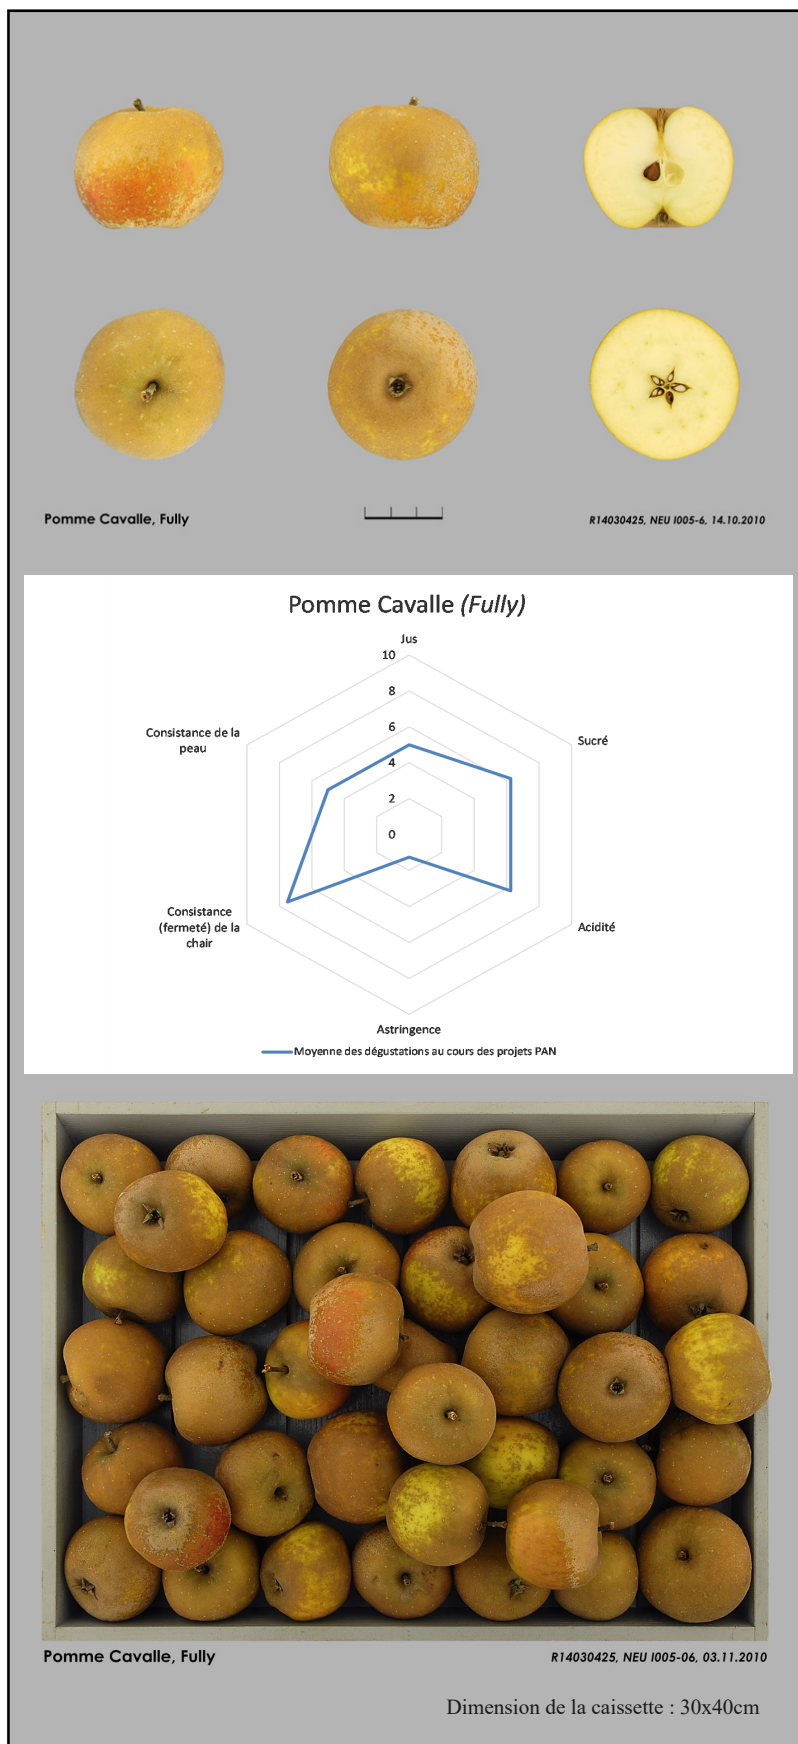 Pomme Cavalle, Fully
R14030425, NEU I005-6, 14.10.2010
Pomme Cavalle (Fully)
Jus
10
8
6
4
2
0
Sucré
Acidité
Astringence
Consistance
(fermeté) de la
chair
Consistance de la
peau
Moyenne des dégustations au cours des projets PAN
Pomme Cavalle, Fully
R14030425, NEU I005-06, 03.11.2010
Dimension de la caissette : 30x40cm